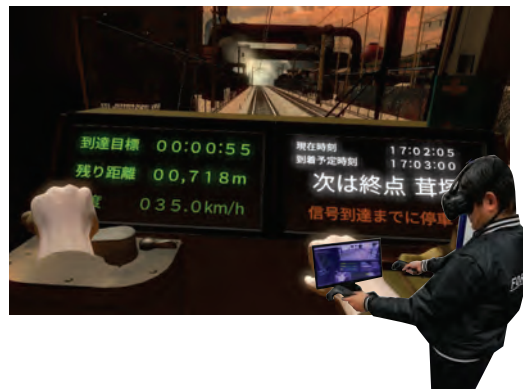 到達目標 00:00:55
残り距離 00,718m
度 035.0km/h
現在時刻 17:02:05
到着予定時刻 17:03:00
次は終点 茸
信号到達までに停車